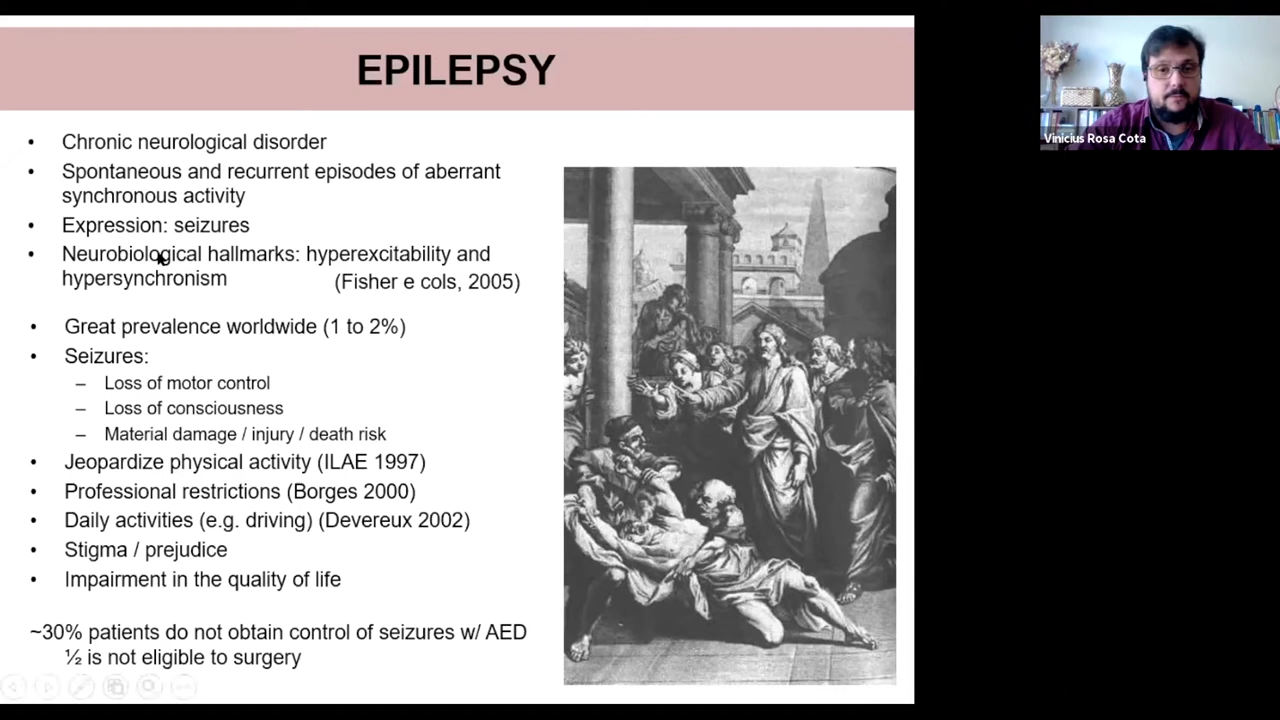 EPILEPSY
• Chronic neurological disorder
• Spontaneous and recurrent episodes of aberrant
synchronous activity
• Expression: seizures
• Neurobiological hallmarks: hyperexcitability and
hypersynchronism (Fisher e cols, 2005)
• Great prevalence worldwide (1 to 2%)
• Seizures:
– Loss of motor control
– Loss of consciousness
– Material damage / injury / death risk
• Jeopardize physical activity (ILAE 1997)
• Professional restrictions (Borges 2000)
• Daily activities (e.g. driving) (Devereux 2002)
• Stigma / prejudice
• Impairment in the quality of life
~30% patients do not obtain control of seizures w/ AED
½ is not eligible to surgery
Vinicius Rosa Cota